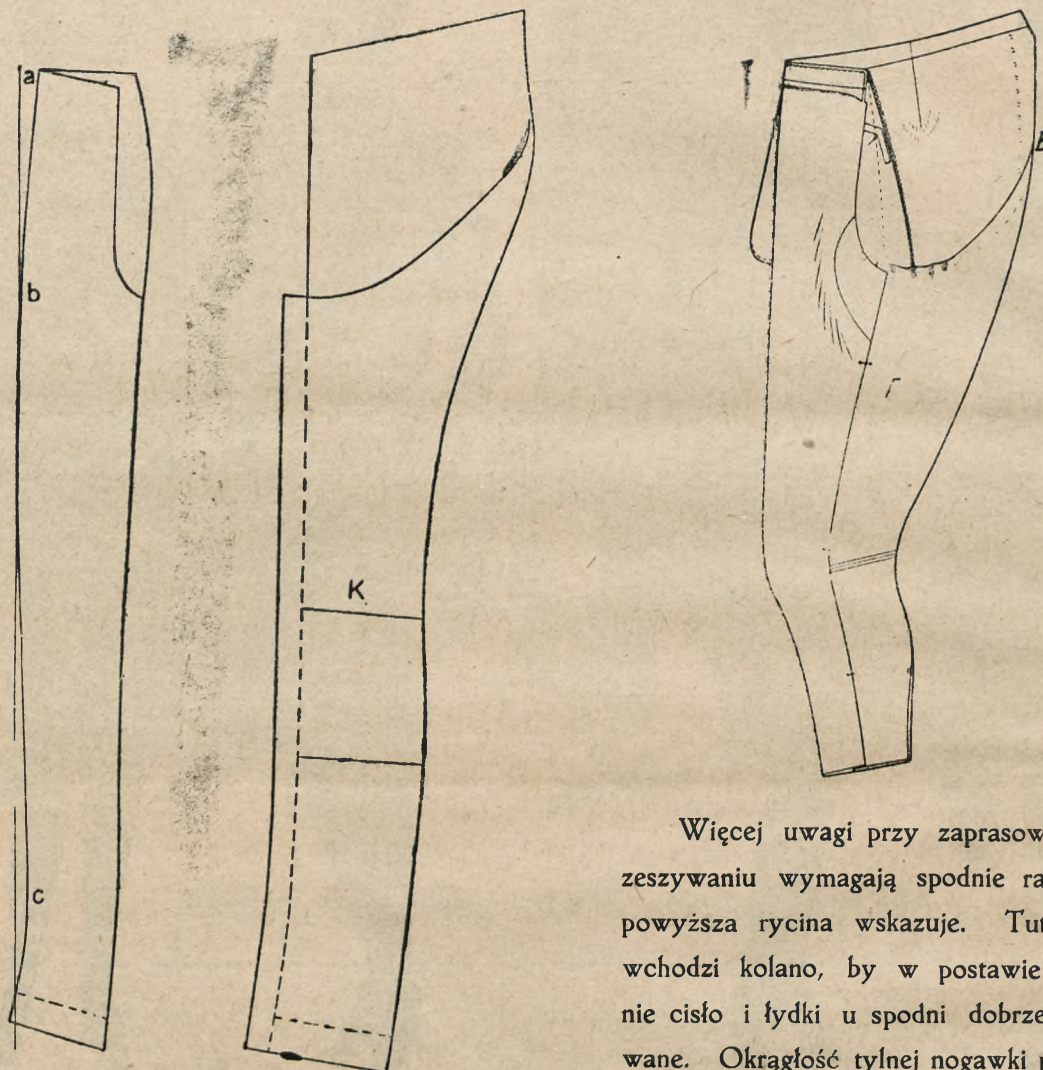 a
b
K
c
B
Więcej uwagi przy zaprasow
zeszywaniu wymagają spodnie ra
powyższa rycina wskazuje. Tut
wchodzi kolano, by w postawie
nie cisło i łydki u spodni dobrze
wane. Okrągłość tylnej nogawki